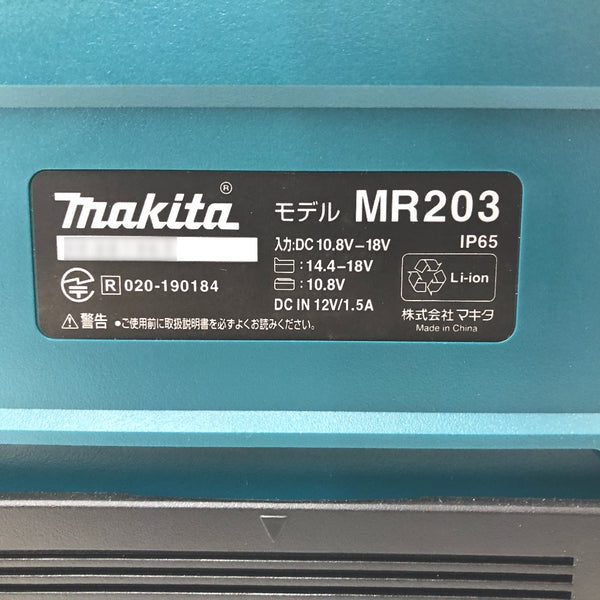 makita®
モデル MR203
入力:DC 10.8V-18V
IP65
:14.4-18V
:10.8V
DC IN 12V/1.5A
R 020-190184
Li-ion
警告 ●ご使用前に取扱説明書を必ずよくお読みください。
株式会社 マキタ
Made in China